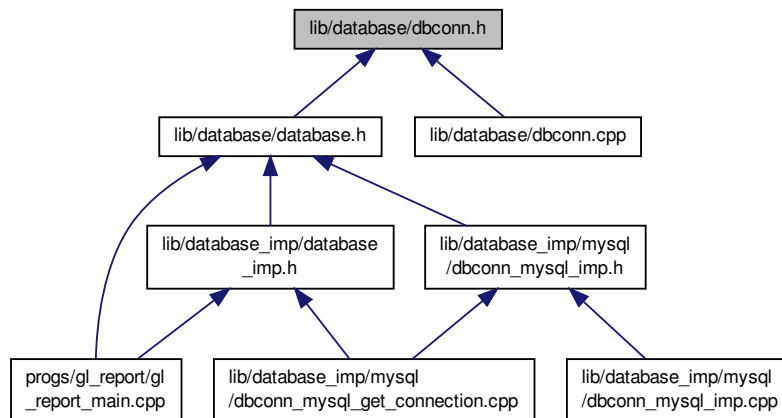 lib/database/dbconn.h
lib/database/database.h
lib/database/dbconn.cpp
lib/database_imp/database
_imp.h
lib/database_imp/mysql
/dbconn_mysql_imp.h
progs/gl_report/gl
_report_main.cpp
lib/database_imp/mysql
/dbconn_mysql_get_connection.cpp
lib/database_imp/mysql
/dbconn_mysql_imp.cpp